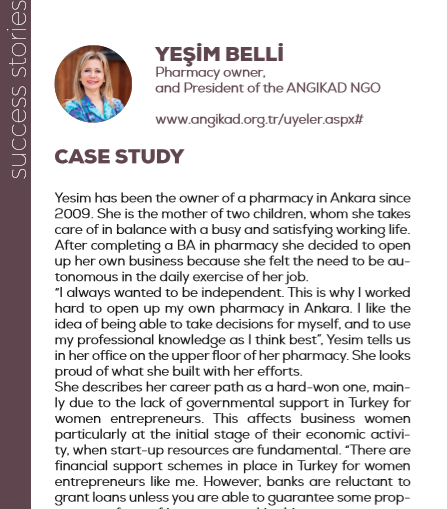 success stories
YEŞİM BELLİ
Pharmacy owner,
and President of the ANGIKAD NGO
www.angikad.org.tr/uyeler.aspx#
CASE STUDY
Yesim has been the owner of a pharmacy in Ankara since
2009. She is the mother of two children, whom she takes
care of in balance with a busy and satisfying working life.
After completing a BA in pharmacy she decided to open
up her own business because she felt the need to be au-
tonomous in the daily exercise of her job.
“I always wanted to be independent. This is why I worked
hard to open up my own pharmacy in Ankara. I like the
idea of being able to take decisions for myself, and to use
my professional knowledge as I think best”, Yesim tells us
in her office on the upper floor of her pharmacy. She looks
proud of what she built with her efforts.
She describes her career path as a hard-won one, main-
ly due to the lack of governmental support in Turkey for
women entrepreneurs. This affects business women
particularly at the initial stage of their economic activi-
ty, when start-up resources are fundamental. “There are
financial support schemes in place in Turkey for women
entrepreneurs like me. However, banks are reluctant to
grant loans unless you are able to guarantee some prop-